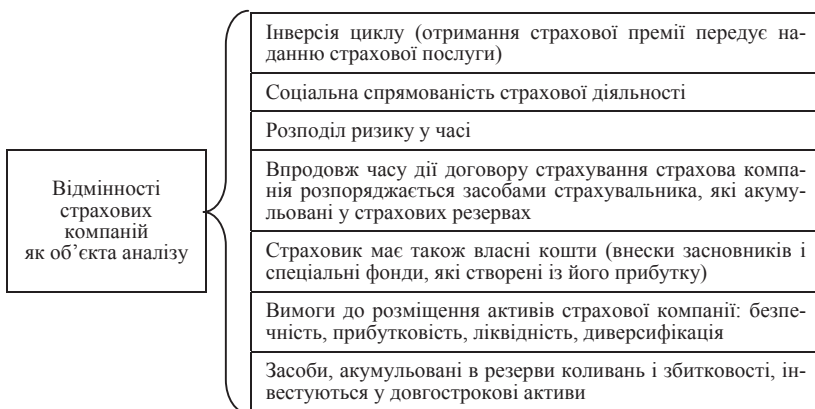 Відмінності
страхових
компаній
як об’єкта аналізу
Інверсія циклу (отримання страхової премії передує на-
данню страхової послуги)
Соціальна спрямованість страхової діяльності
Розподіл ризику у часі
Впродовж часу дії договору страхування страхова компа-
нія розпоряджається засобами страхувальника, які акуму-
льовані у страхових резервах
Страховик має також власні кошти (внески засновників і
спеціальні фонди, які створені із його прибутку)
Вимоги до розміщення активів страхової компанії: безпе-
чність, прибутковість, ліквідність, диверсифікація
Засоби, акумульовані в резерви коливань і збитковості, ін-
вестуються у довгострокові активи